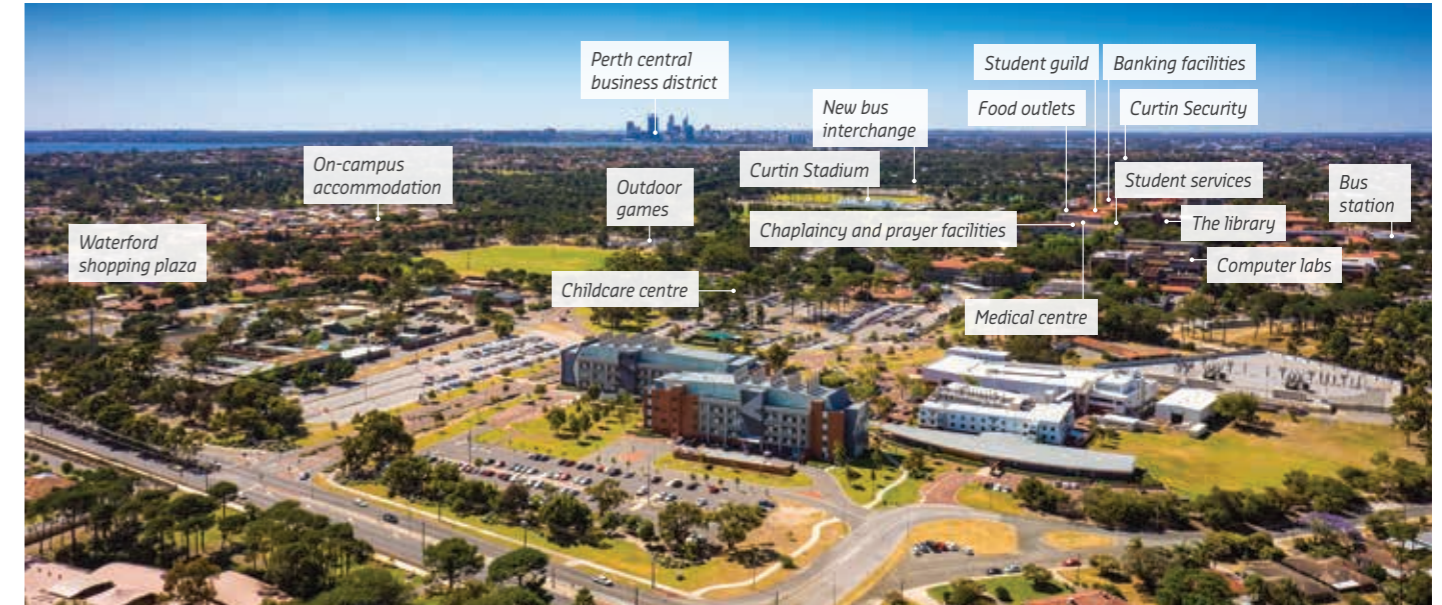 Perth central
business district
Student guild
Banking facilities
New bus
interchange
Food outlets
Curtin Security
On-campus
accommodation
Curtin Stadium
Outdoor
games
Student services
Bus
station
Waterford
shopping plaza
Chaplaincy and prayer facilities
The library
Computer labs
Childcare centre
Medical centre